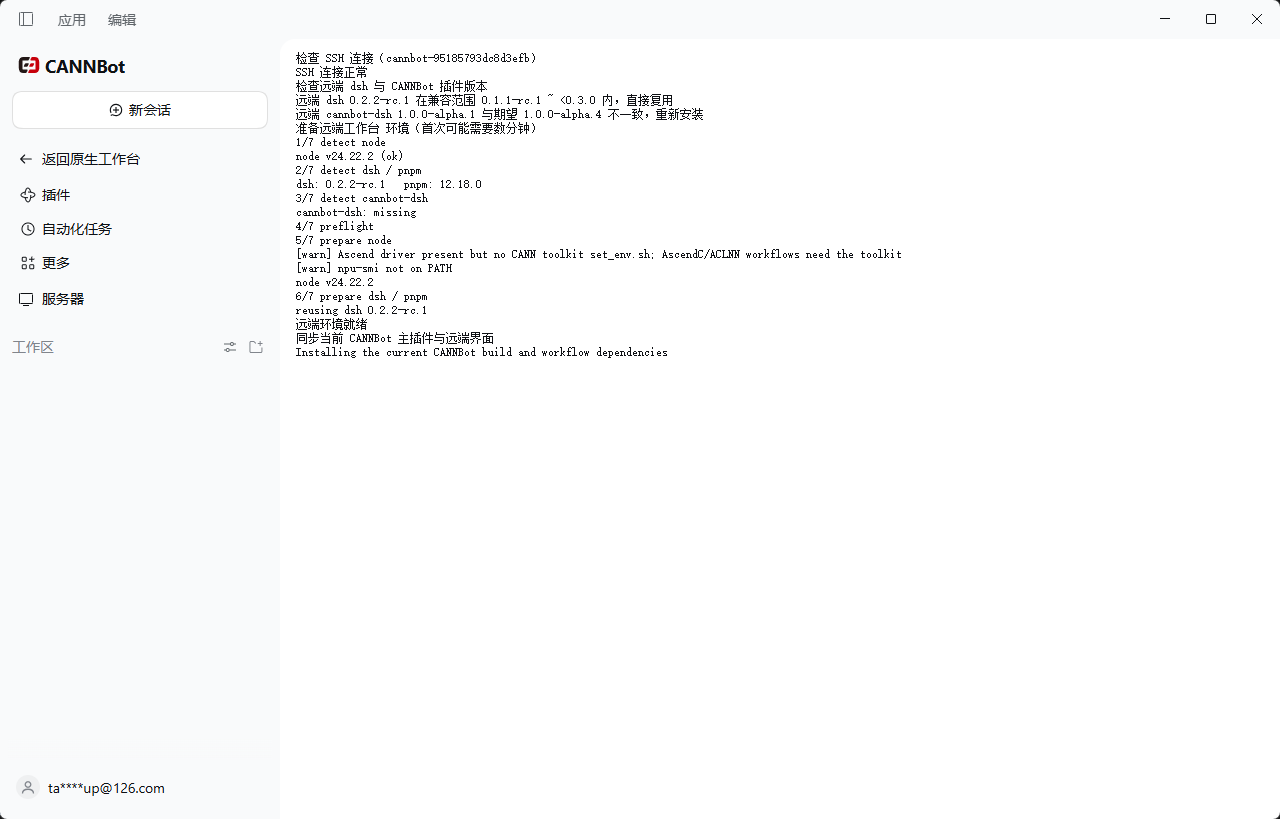 应用 编辑
CANNBot
新会话
返回原生工作台
插件
自动化任务
更多
服务器
工作区
ta****up@126.com
检查 SSH 连接（cannbot-95185793dc8d3efb）
SSH 连接正常
检查远端 dsh 与 CANNBot 插件版本
远端 dsh 0.2.2-rc.1 在兼容范围 0.1.1-rc.1 ~ <0.3.0 内，直接复用
远端 cannbot-dsh 1.0.0-alpha.1 与期望 1.0.0-alpha.4 不一致，重新安装
准备远端工作台 环境（首次可能需要数分钟）
1/7 detect node
node v24.22.2 (ok)
2/7 detect dsh / pnpm
dsh: 0.2.2-rc.1   pnpm: 12.18.0
3/7 detect cannbot-dsh
cannbot-dsh: missing
4/7 preflight
5/7 prepare node
[warn] Ascend driver present but no CANN toolkit set_env.sh; AscendC/ACLNN workflows need the toolkit
[warn] npu-smi not on PATH
node v24.22.2
6/7 prepare dsh / pnpm
reusing dsh 0.2.2-rc.1
远端环境就绪
同步当前 CANNBot 主插件与远端界面
Installing the current CANNBot build and workflow dependencies